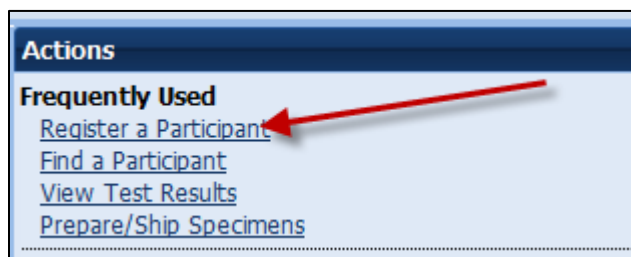 Actions
Frequently Used
Register a Participant
Find a Participant
View Test Results
Prepare/Ship Specimens